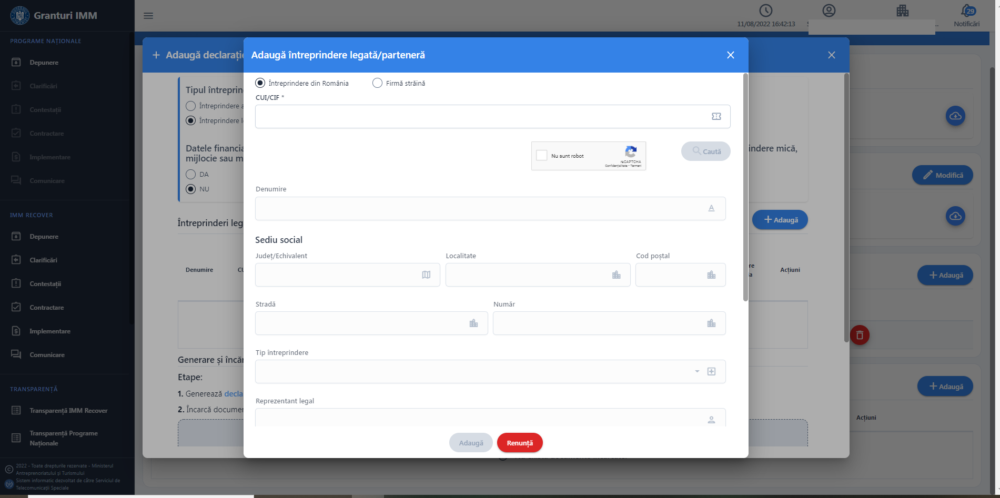 Granturi IMM
11/08/2022 16:42:13
29
Notificări
PROGRAME NAȚIONALE
Depunere
Clarificări
Contestații
Contractare
Implementare
Comunicare
IMM RECOVER
Depunere
Clarificări
Contestații
Contractare
Implementare
Comunicare
TRANSPARENȚĂ
Transparență IMM Recover
Transparență Programe
Naționale
2022 - Toate drepturile rezervate - Ministerul
Antreprenoriatului și Turismului
Sistem informatic dezvoltat de către Serviciul de
Telecomunicații Speciale
Adaugă declarație
Tipul întreprin
Întreprindere a
Întreprindere l
Datele financia
mijlocie sau m
indere mică,
DA
NU
Întreprinderi leg
Adaugă
Denumire
CU
re
a
Acțiuni
Generare și încăr
Etape:
1. Generează decla
2. Încarcă documen
Adaugă întreprindere legată/parteneră
Întreprindere din România
Firmă străină
CUI/CIF *
Nu sunt robot
reCAPTCHA
Confidențialitate - Termeni
Caută
Denumire
Sediu social
Județ/Echivalent
Localitate
Cod poștal
Stradă
Număr
Tip întreprindere
Reprezentant legal
Adaugă
Renunță
Modifică
Adaugă
Adaugă
Acțiuni